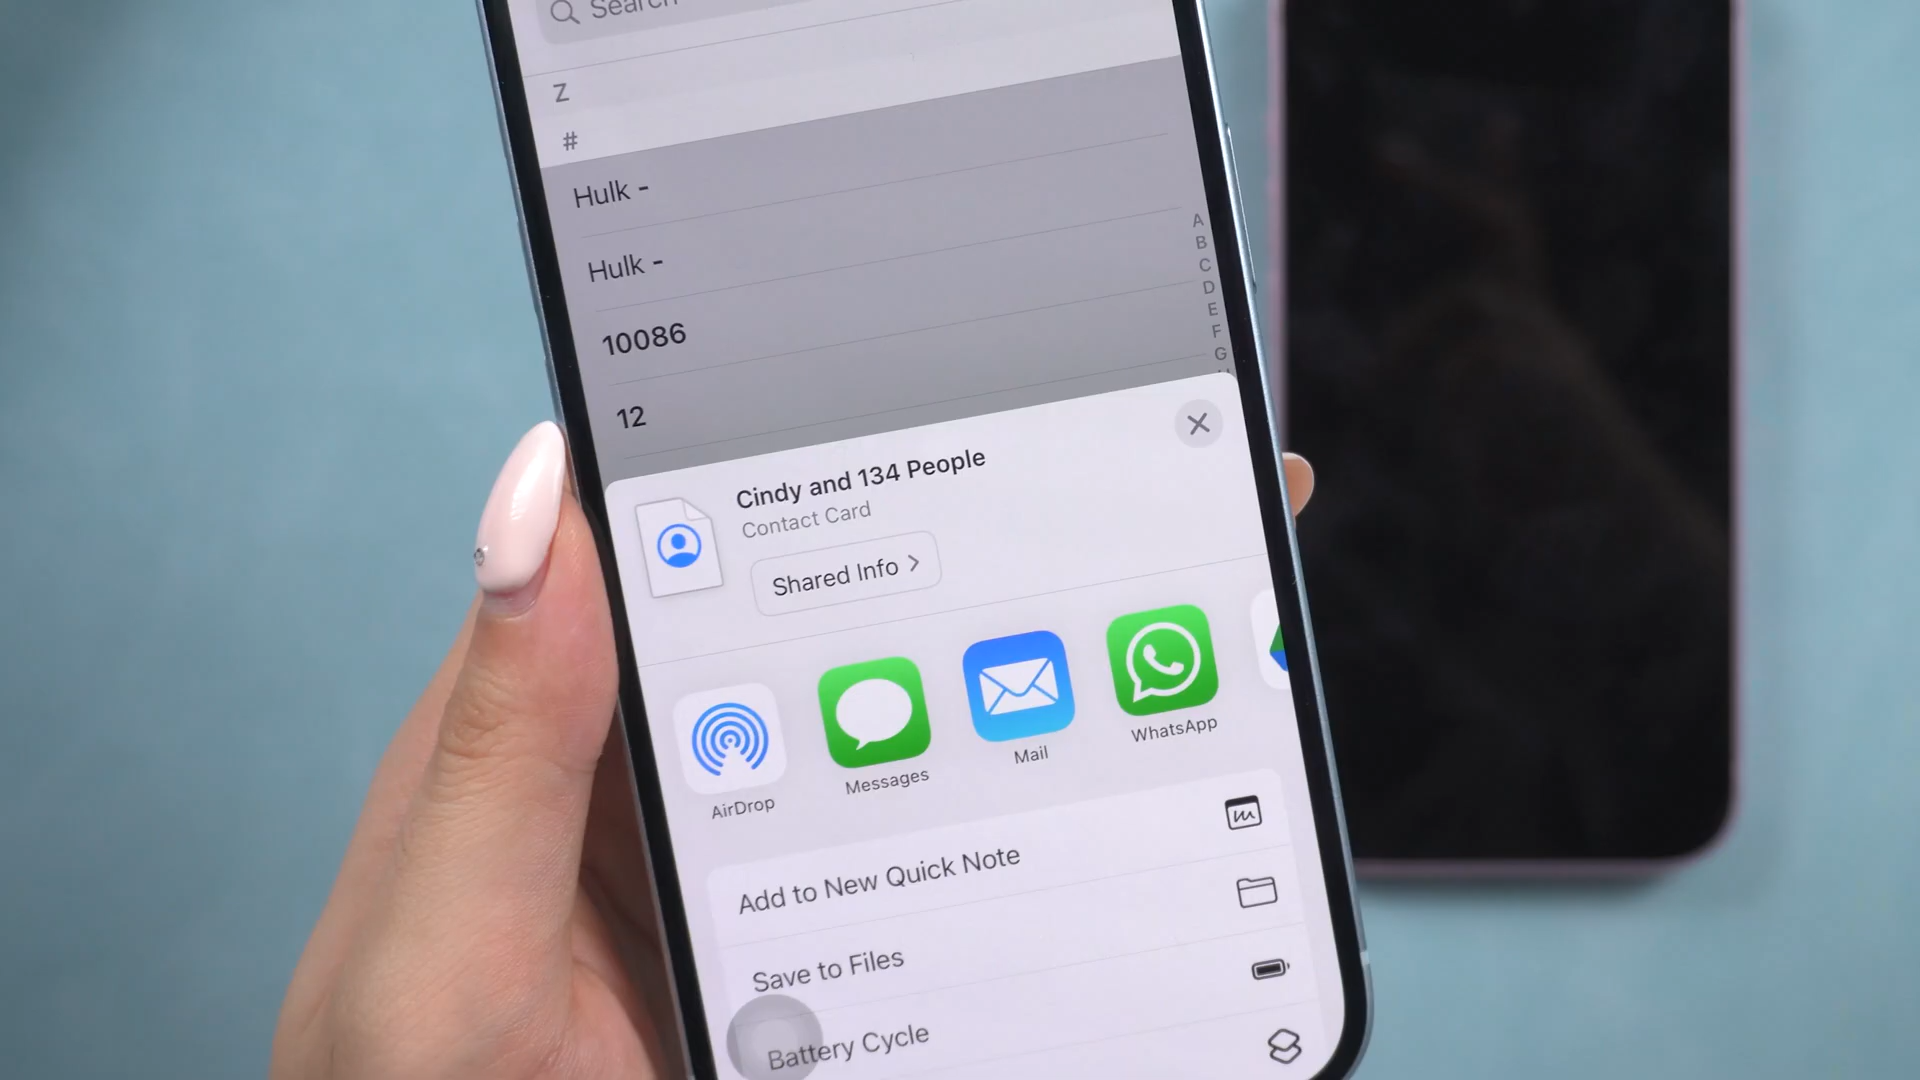 Search
Z
#
Hulk -
Hulk -
10086
12
A
B
C
D
E
F
G
Cindy and 134 People
Contact Card
Shared Info
AirDrop
Messages
Mail
WhatsApp
Add to New Quick Note
Save to Files
Battery Cycle